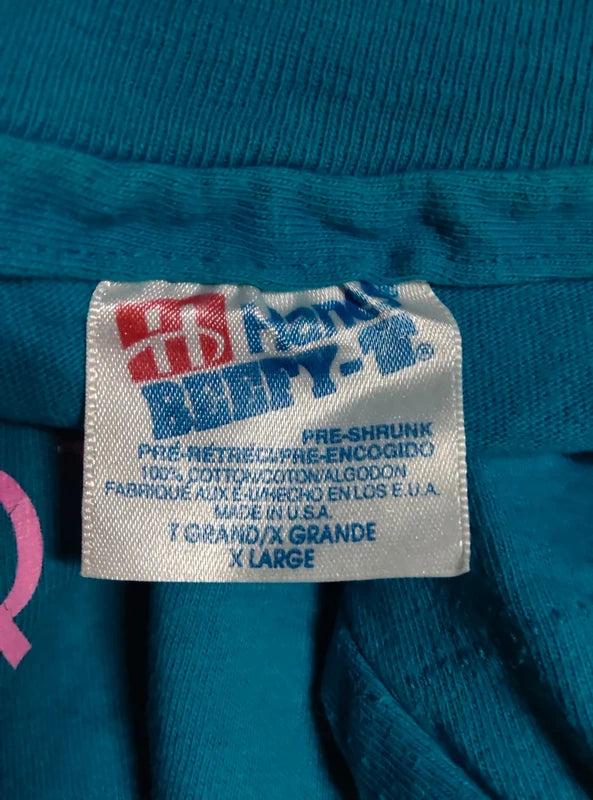 Hanes
BEEFY-T®
PRE-SHRUNK
PRÉ-RÉTRÉCI/PRE-ENCOGIDO
100% COTTON/COTON/ALGODON
FABRIQUÉ AUX É-U/HECHO EN LOS E.U.A.
MADE IN U.S.A.
T GRAND/X GRANDE
X LARGE